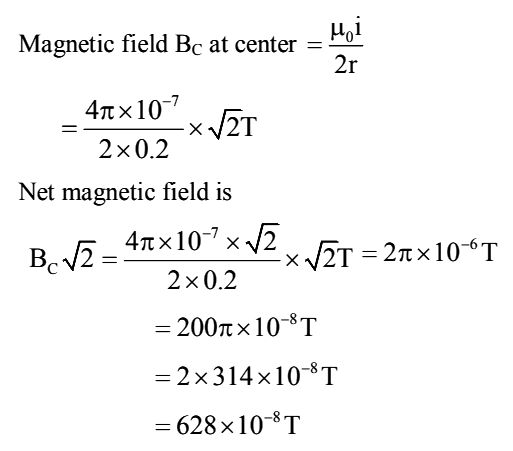 Magnetic field B_C at center = μ₀i / 2r
= (4π×10⁻⁷ / 2×0.2) × √2T
Net magnetic field is
B_C√2 = (4π×10⁻⁷ × √2 / 2×0.2) × √2T = 2π×10⁻⁶T
= 200π×10⁻⁸T
= 2×314×10⁻⁸T
= 628×10⁻⁸T